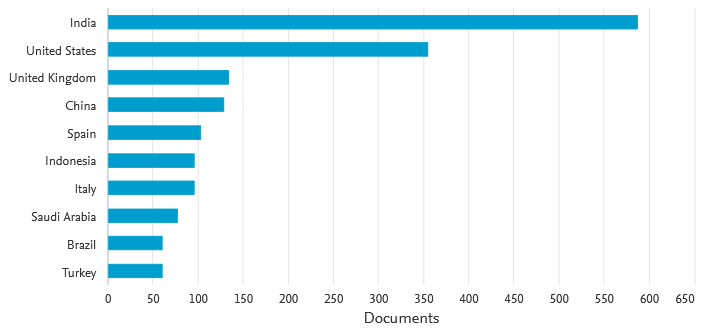 India
United States
United Kingdom
China
Spain
Indonesia
Italy
Saudi Arabia
Brazil
Turkey
0 50 100 150 200 250 300 350 400 450 500 550 600 650
Documents